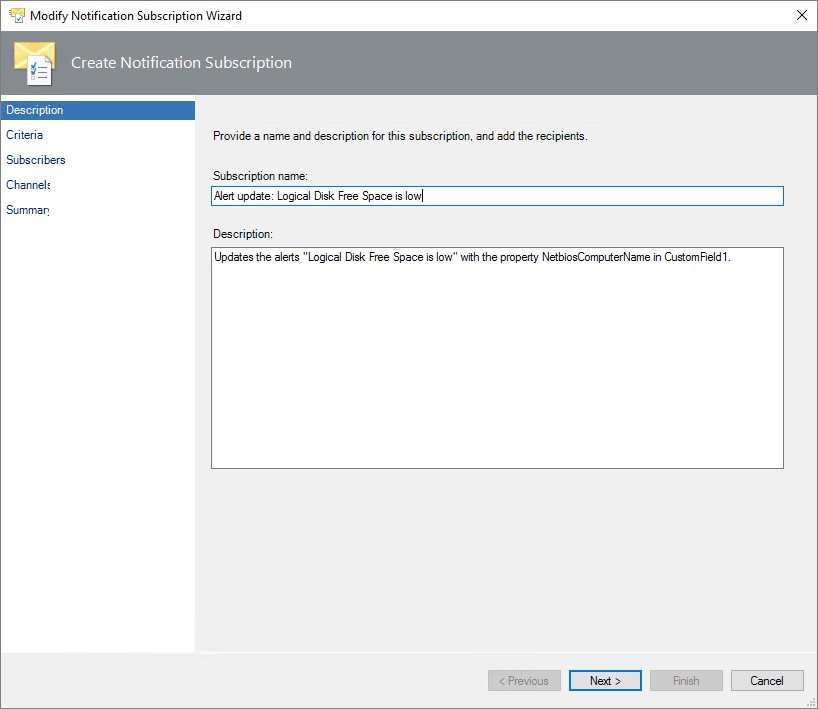 Modify Notification Subscription Wizard
Create Notification Subscription
Description
Criteria
Subscribers
Channels
Summary
Provide a name and description for this subscription, and add the recipients.
Subscription name:
Alert update: Logical Disk Free Space is low
Description:
Updates the alerts "Logical Disk Free Space is low" with the property NetbiosComputerName in CustomField1.
< Previous
Next >
Finish
Cancel